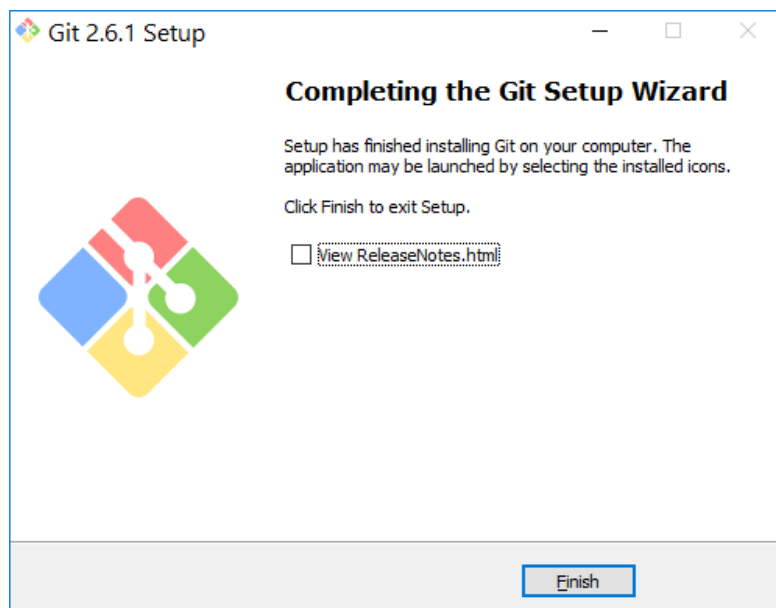 Git 2.6.1 Setup
Completing the Git Setup Wizard
Setup has finished installing Git on your computer. The
application may be launched by selecting the installed icons.
Click Finish to exit Setup.
View ReleaseNotes.html
Finish